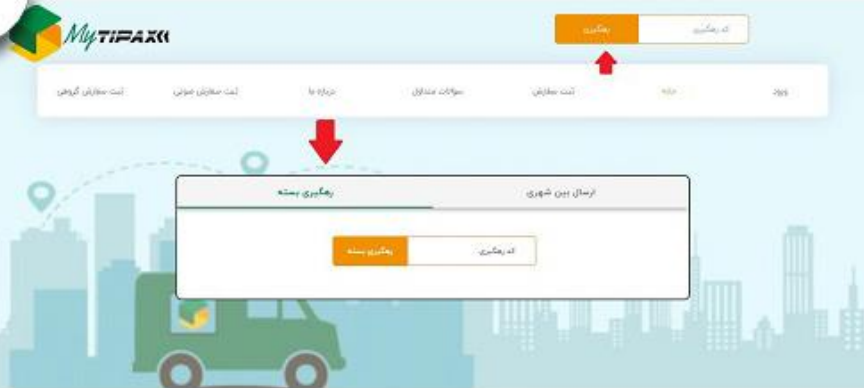 MyTIPAX
کد رهگیری رهگیری
ورود خانه ثبت سفارش سوالات متداول درباره ما ثبت سفارش صوتی ثبت سفارش گروهی
ارسال بین شهری رهگیری بسته
کد رهگیری رهگیری بسته